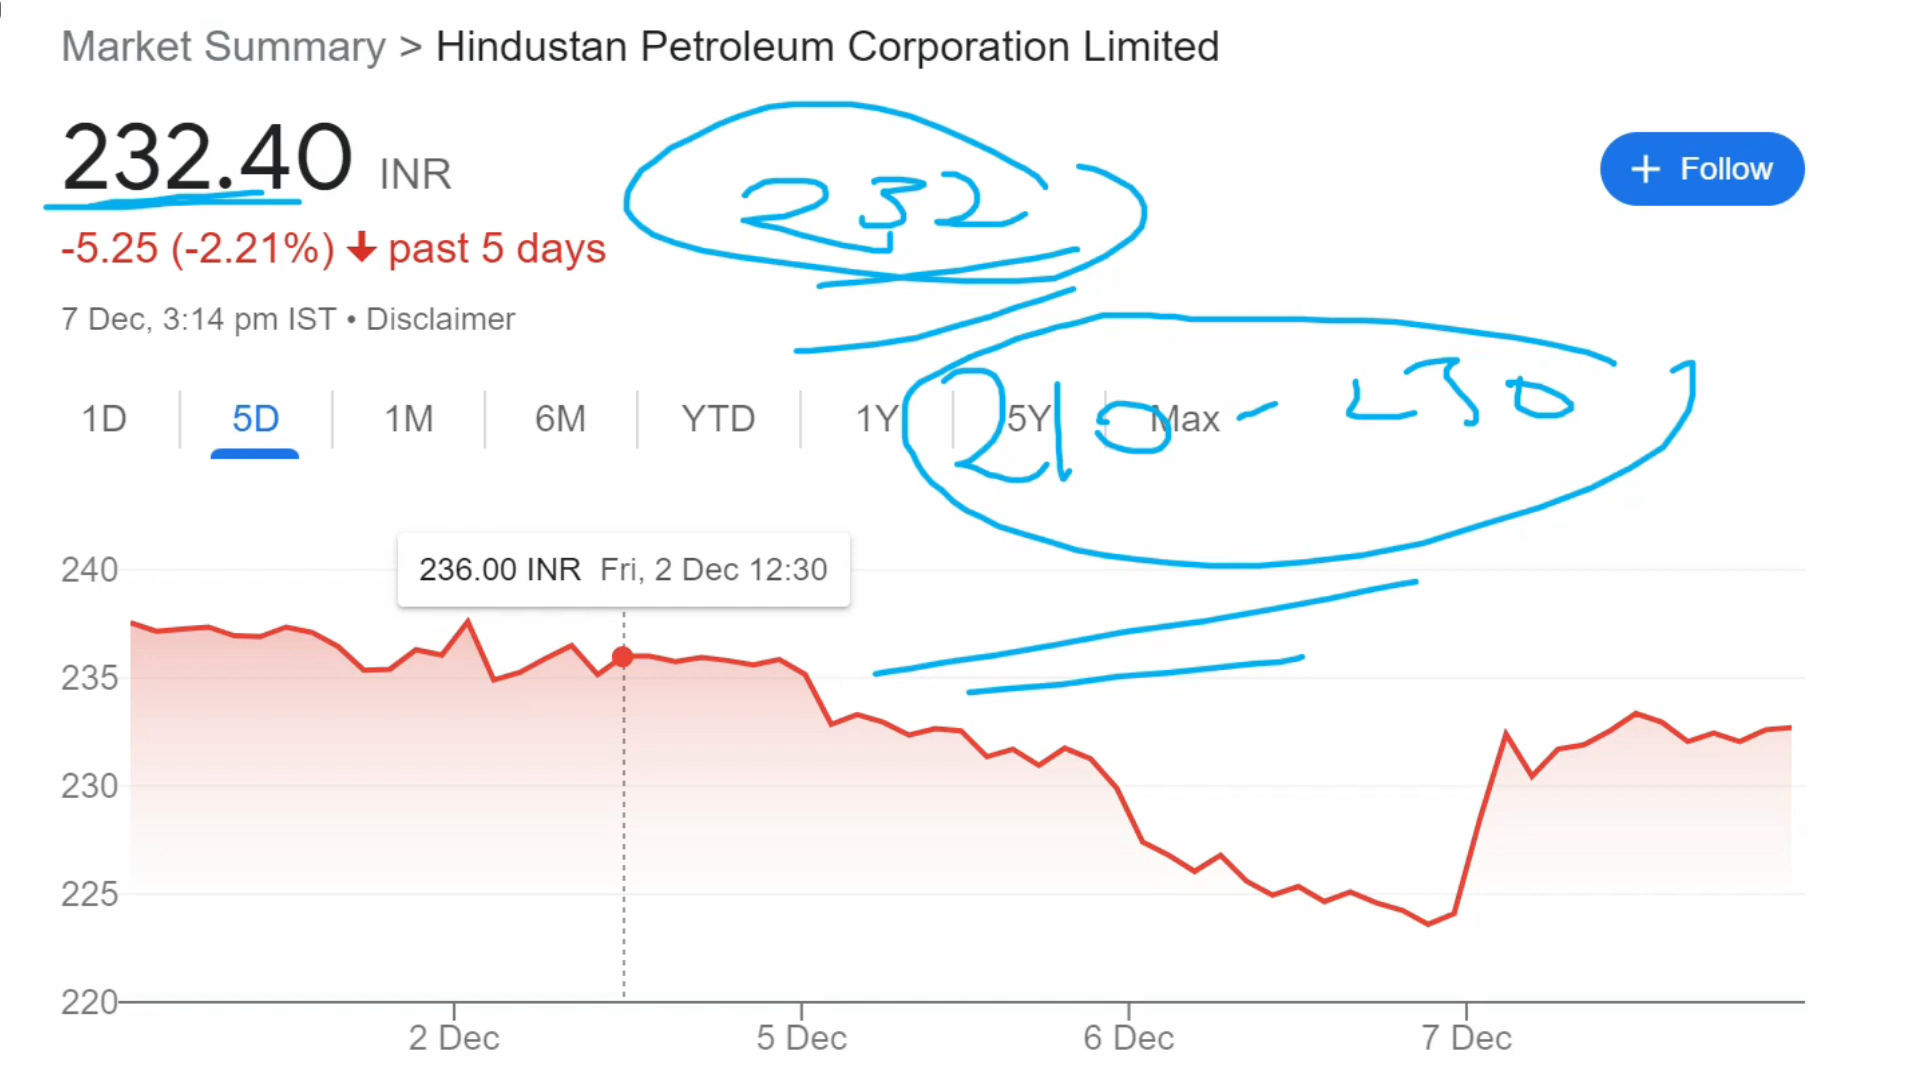 Market Summary > Hindustan Petroleum Corporation Limited
232.40 INR
232
+ Follow
-5.25 (-2.21%) ↓ past 5 days
7 Dec, 3:14 pm IST • Disclaimer
1D 5D 1M 6M YTD 1Y 5Y Max
210 - 230
236.00 INR Fri, 2 Dec 12:30
240
235
230
225
220
2 Dec 5 Dec 6 Dec 7 Dec